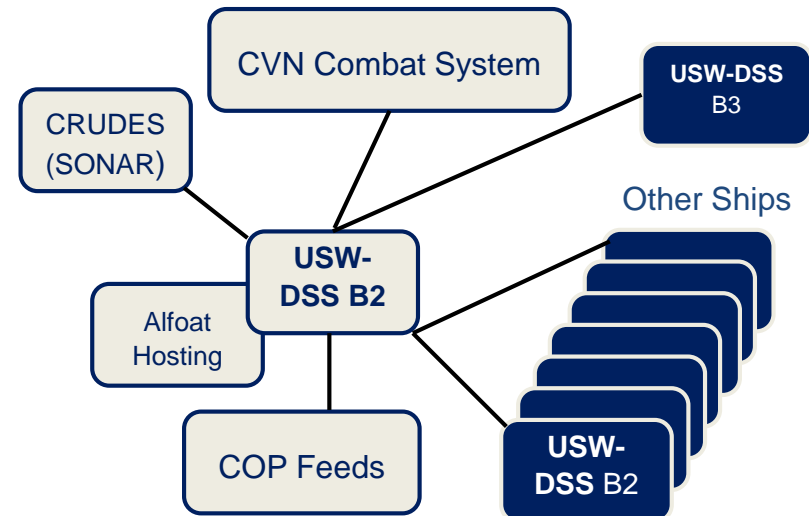 CVN Combat System
USW-DSS
B3
CRUDES
(SONAR)
Other Ships
USW-
DSS B2
Alfoat
Hosting
COP Feeds
USW-
DSS B2